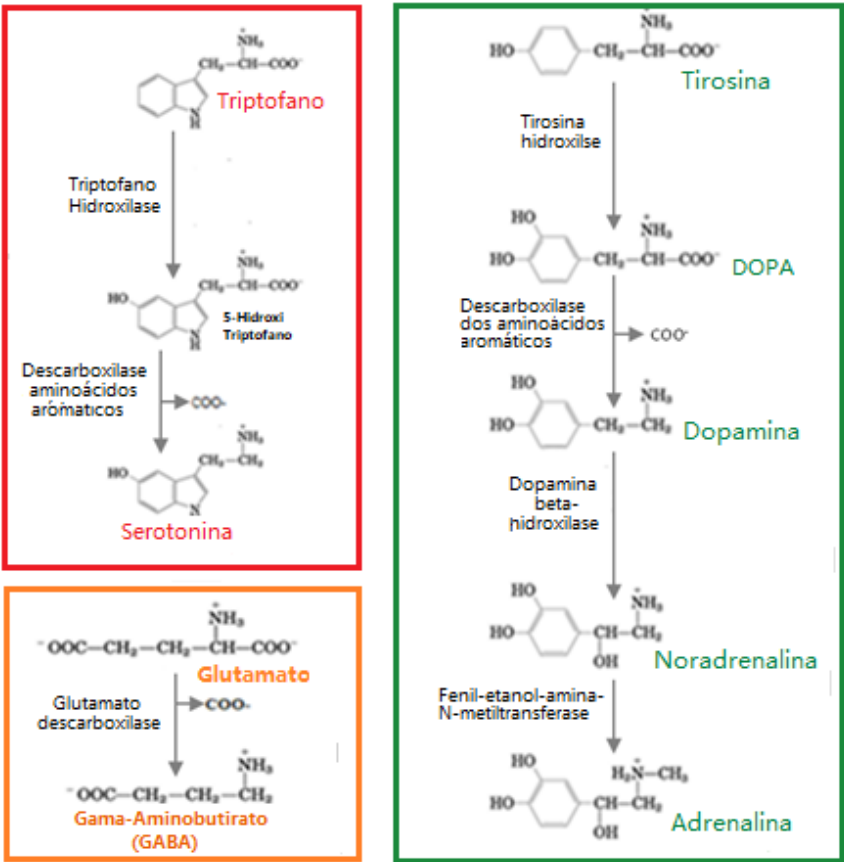 NH₃
+
CH₂—CH—COO⁻
N
H
Triptofano
Triptofano
Hidroxilase
NH₃
+
CH₂—CH—COO⁻
HO
5-Hidroxi
Triptofano
N
H
Descarboxilase
aminoácidos
aromaticos
COO-
NH₃
+
CH₂—CH₂
HO
N
Serotonina
NH₃
+
⁻OOC—CH₂—CH₂—CH—COO⁻
Glutamato
Glutamato
descarboxilase
COO-
NH₃
+
⁻OOC—CH₂—CH₂—CH₂
Gama-Aminobutirato
(GABA)
NH₃
+
HO
CH₂—CH—COO⁻
Tirosina
Tirosina
hidroxilse
HO
NH₃
+
HO
CH₂—CH—COO⁻
DOPA
Descarboxilase
dos aminoácidos
aromáticos
COO⁻
HO
NH₃
+
HO
CH₂—CH₂
Dopamina
Dopamina
beta-
hidroxilase
HO
NH₃
+
HO
CH—CH₂
OH
Noradrenalina
Fenil-etanol-amina-
N-metiltransferase
HO
H₂N—CH₃
+
HO
CH—CH₂
OH
Adrenalina